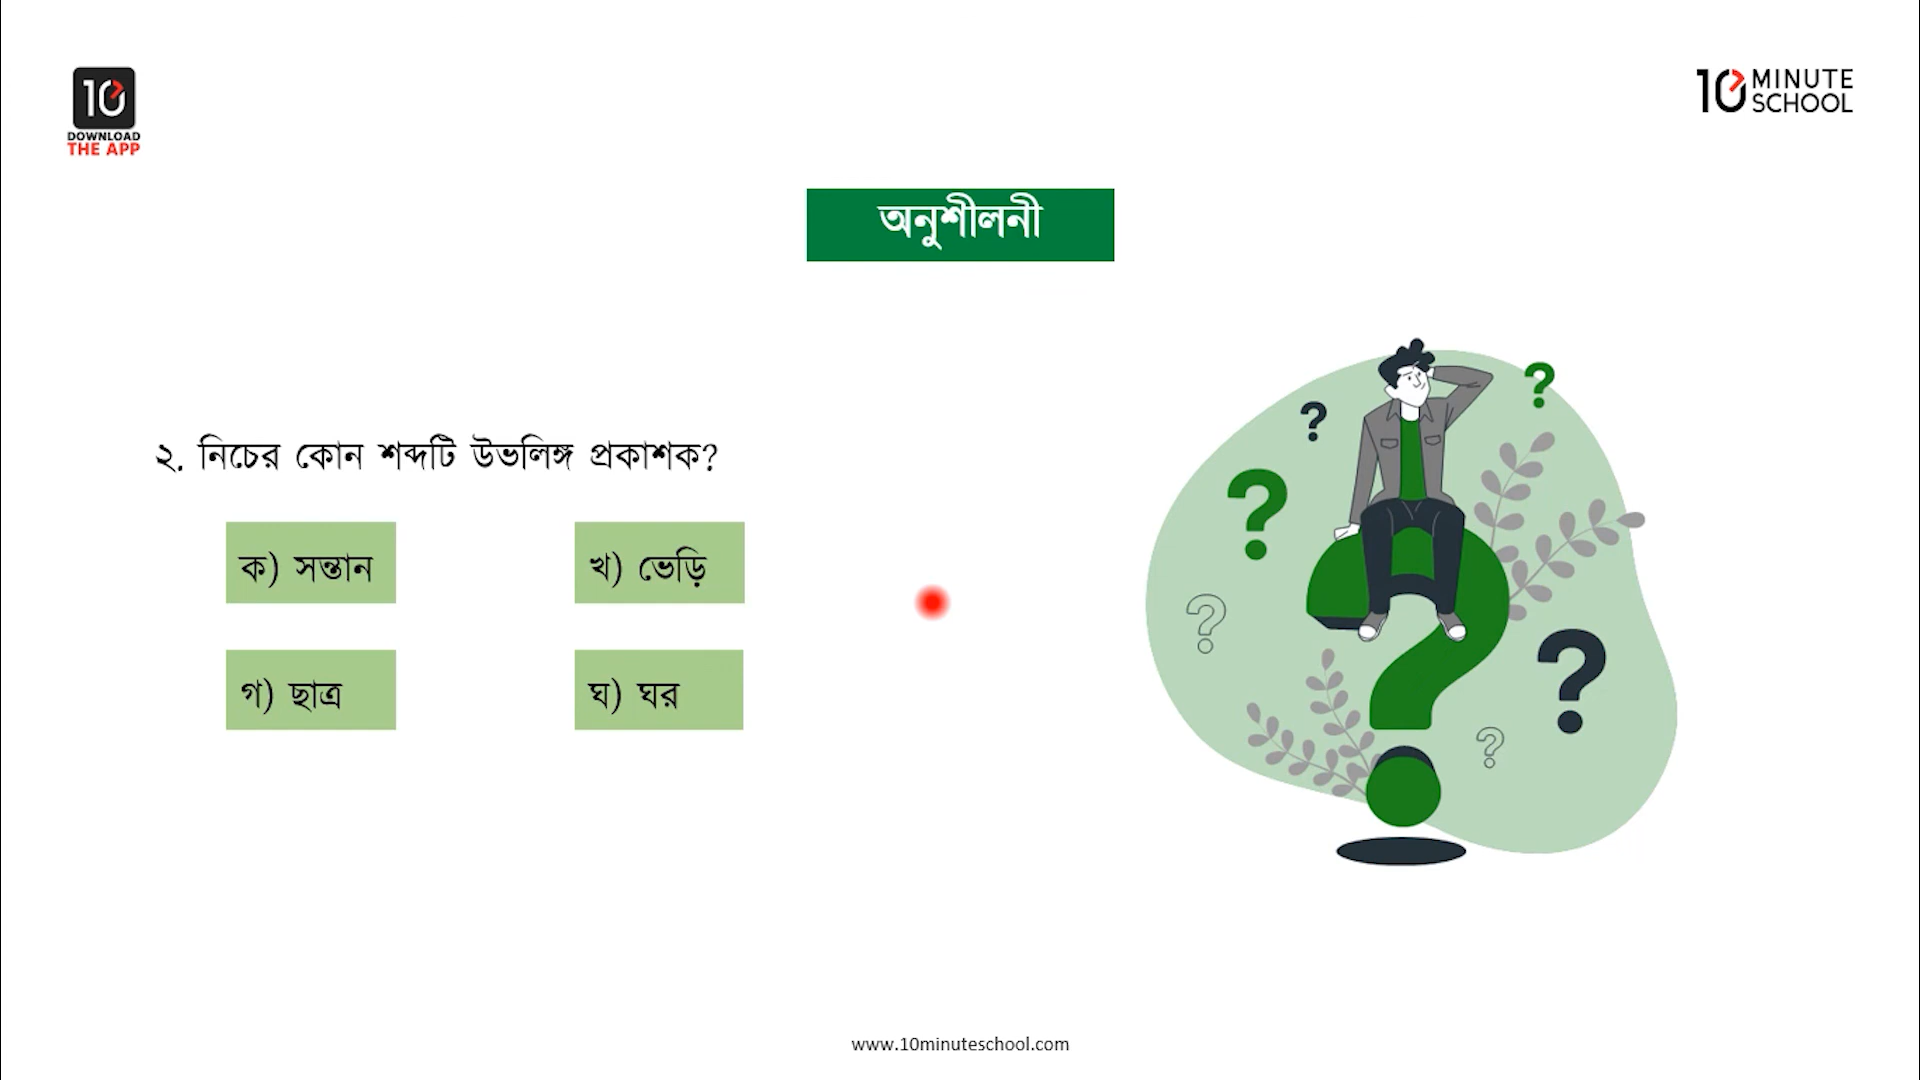 10
DOWNLOAD
THE APP
10 MINUTE
SCHOOL
অনুশীলনী
২. নিচের কোন শব্দটি উভলিঙ্গ প্রকাশক?
ক) সন্তান
খ) ভেড়ি
গ) ছাত্র
ঘ) ঘর
www.10minuteschool.com